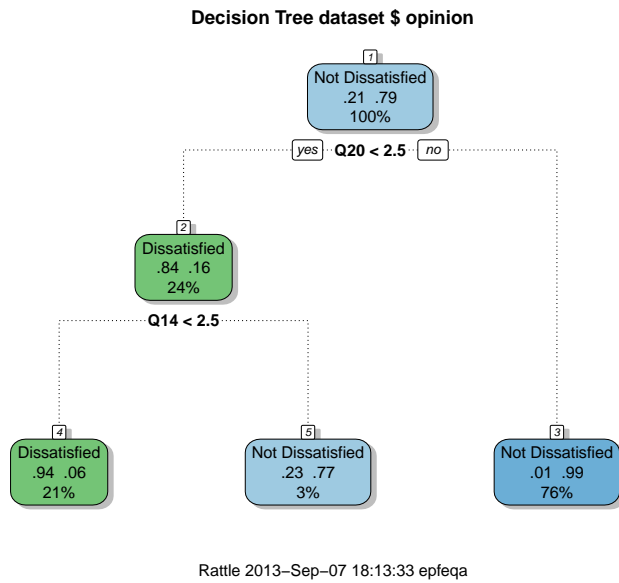 Decision Tree dataset $ opinion
1
Not Dissatisfied
.21 .79
100%
yes Q20 < 2.5 no
2
Dissatisfied
.84 .16
24%
Q14 < 2.5
4
Dissatisfied
.94 .06
21%
5
Not Dissatisfied
.23 .77
3%
3
Not Dissatisfied
.01 .99
76%
Rattle 2013−Sep−07 18:13:33 epfeqa